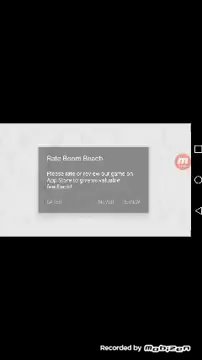 Rate Boom Beach
Please rate or review our game on
App Store to give us valuable
feedback!
LATER
Recorded by Mobizen